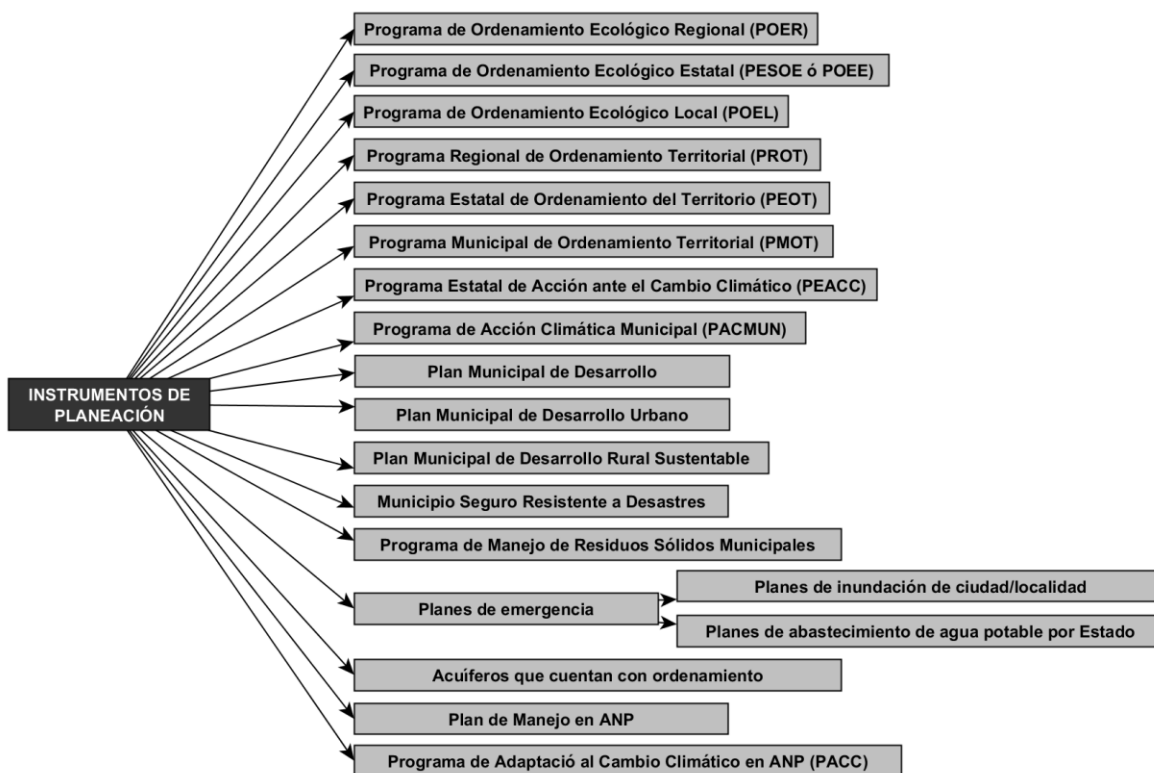 Programa de Ordenamiento Ecológico Regional (POER)
Programa de Ordenamiento Ecológico Estatal (PESOE ó POEE)
Programa de Ordenamiento Ecológico Local (POEL)
Programa Regional de Ordenamiento Territorial (PROT)
Programa Estatal de Ordenamiento del Territorio (PEOT)
Programa Municipal de Ordenamiento Territorial (PMOT)
Programa Estatal de Acción ante el Cambio Climático (PEACC)
Programa de Acción Climática Municipal (PACMUN)
Plan Municipal de Desarrollo
INSTRUMENTOS DE
PLANEACIÓN
Plan Municipal de Desarrollo Urbano
Plan Municipal de Desarrollo Rural Sustentable
Municipio Seguro Resistente a Desastres
Programa de Manejo de Residuos Sólidos Municipales
Planes de emergencia
Planes de inundación de ciudad/localidad
Planes de abastecimiento de agua potable por Estado
Acuíferos que cuentan con ordenamiento
Plan de Manejo en ANP
Programa de Adaptació al Cambio Climático en ANP (PACC)